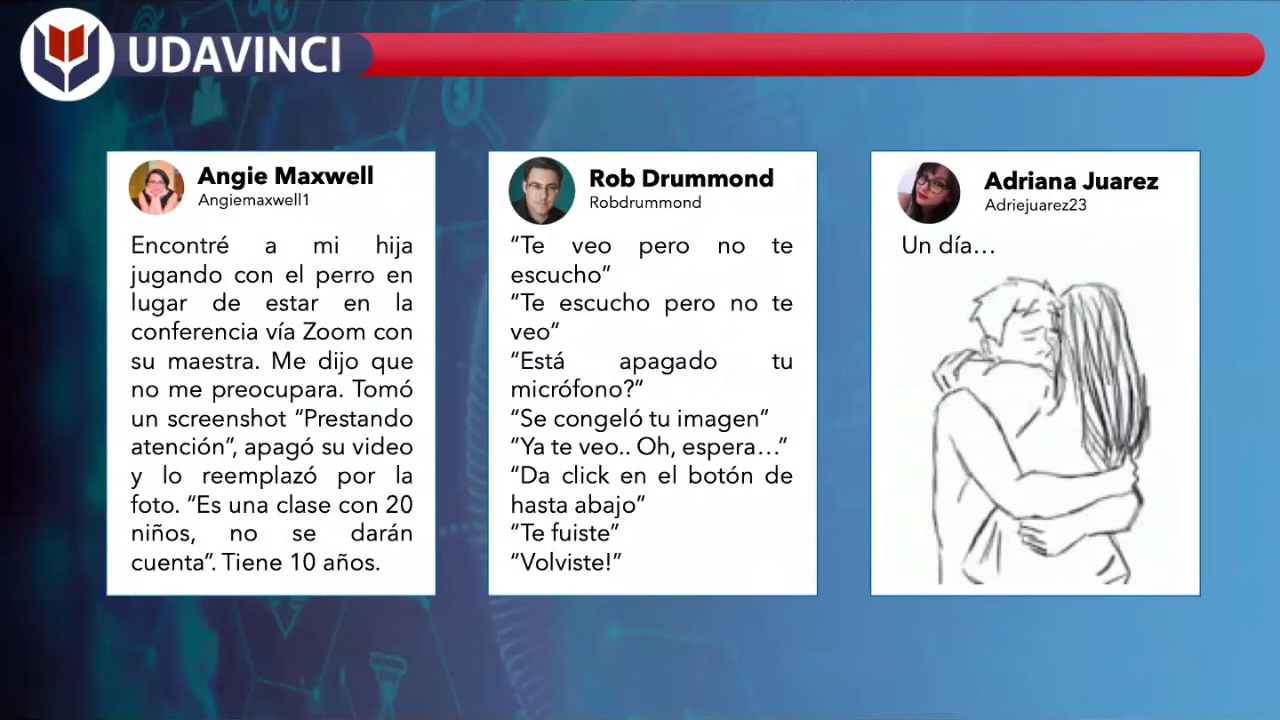 UDAVINCI
Angie Maxwell
Angiemaxwell1
Encontré a mi hija
jugando con el perro en
lugar de estar en la
conferencia vía Zoom con
su maestra. Me dijo que
no me preocupara. Tomó
un screenshot “Prestando
atención”, apagó su video
y lo reemplazó por la
foto. “Es una clase con 20
niños, no se darán
cuenta”. Tiene 10 años.
Rob Drummond
Robdrummond
“Te veo pero no te
escucho”
“Te escucho pero no te
veo”
“Está apagado tu
micrófono?”
“Se congeló tu imagen”
“Ya te veo.. Oh, espera…”
“Da click en el botón de
hasta abajo”
“Te fuiste”
“Volviste!”
Adriana Juarez
Adriejuarez23
Un día…